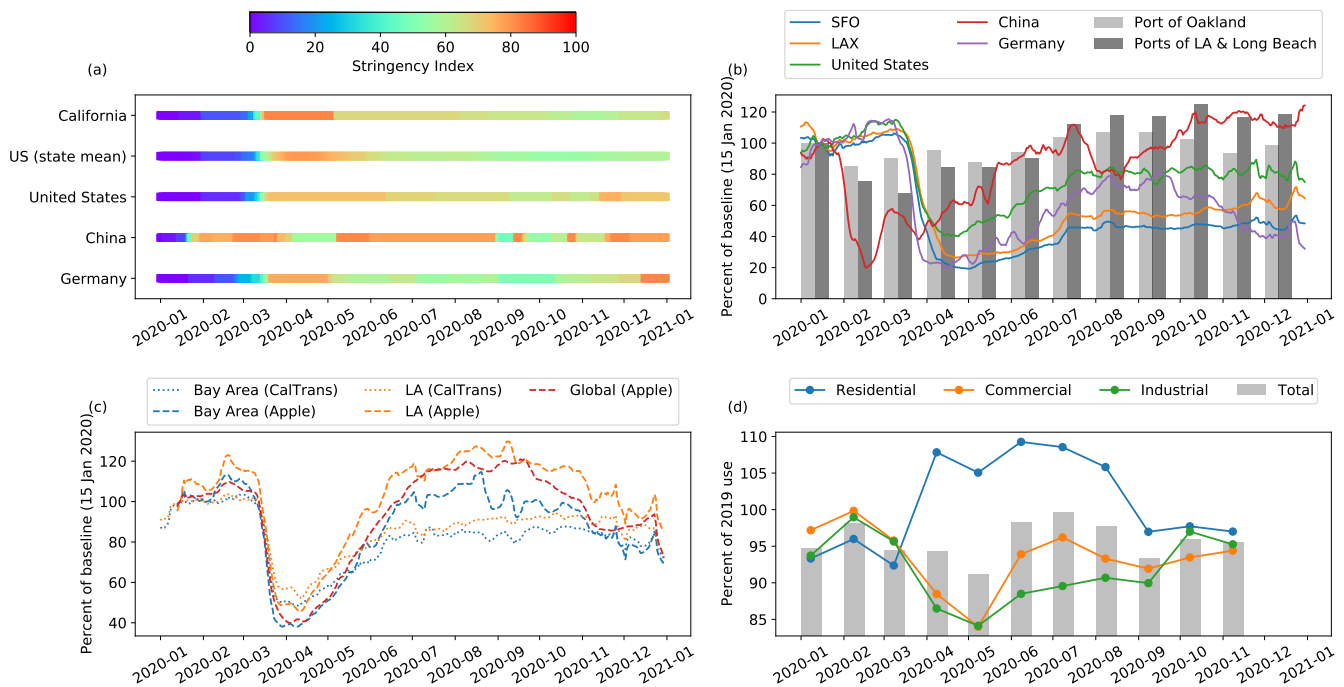 0 20 40 60 80 100
Stringency Index
(a)
California
US (state mean)
United States
China
Germany
2020-01 2020-02 2020-03 2020-04 2020-05 2020-06 2020-07 2020-08 2020-09 2020-10 2020-11 2020-12 2021-01
SFO China Port of Oakland
LAX Germany Ports of LA & Long Beach
United States
(b)
Percent of baseline (15 Jan 2020)
120
100
80
60
40
20
0
2020-01 2020-02 2020-03 2020-04 2020-05 2020-06 2020-07 2020-08 2020-09 2020-10 2020-11 2020-12 2021-01
Bay Area (CalTrans) LA (CalTrans) Global (Apple)
Bay Area (Apple) LA (Apple)
(c)
Percent of baseline (15 Jan 2020)
120
100
80
60
40
2020-01 2020-02 2020-03 2020-04 2020-05 2020-06 2020-07 2020-08 2020-09 2020-10 2020-11 2020-12 2021-01
Residential Commercial Industrial Total
(d)
Percent of 2019 use
110
105
100
95
90
85
2020-01 2020-02 2020-03 2020-04 2020-05 2020-06 2020-07 2020-08 2020-09 2020-10 2020-11 2020-12 2021-01